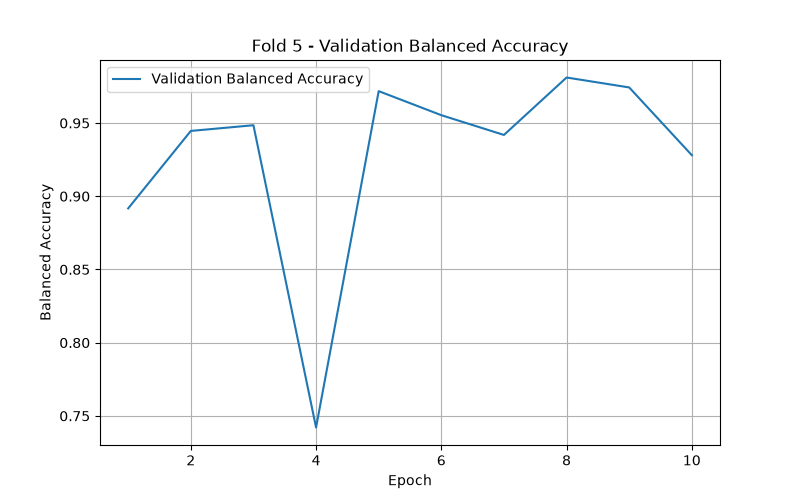 Fold 5 - Validation Balanced Accuracy
Validation Balanced Accuracy
0.95
0.90
0.85
0.80
0.75
Balanced Accuracy
2 4 6 8 10
Epoch